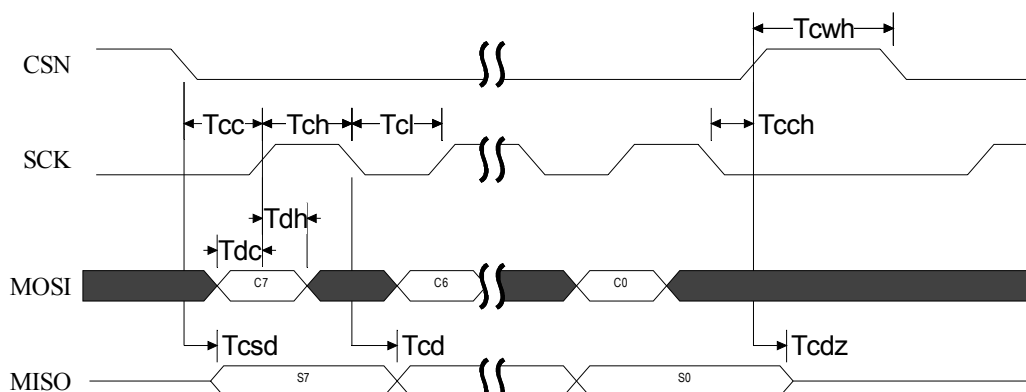 Tcwh
CSN
Tcc Tch Tcl Tcch
SCK
Tdh
Tdc
MOSI C7 C6 C0
Tcsd Tcd Tcdz
MISO S7 S0